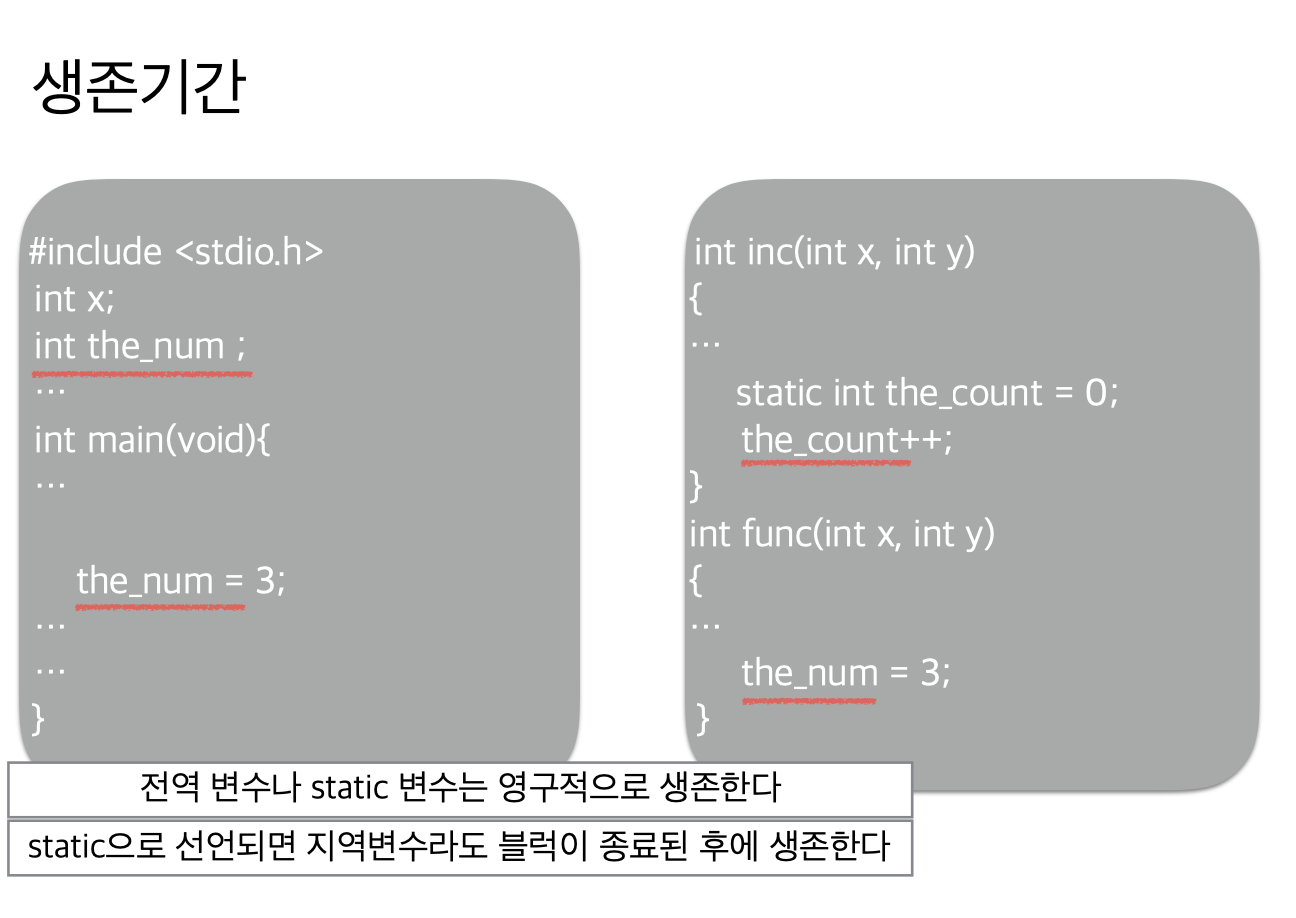 생존기간
#include <stdio.h>
int x;
int the_num ;
...
int main(void){
...
the_num = 3;
...
...
}
int inc(int x, int y)
{
...
static int the_count = 0;
the_count++;
}
int func(int x, int y)
{
...
the_num = 3;
}
전역 변수나 static 변수는 영구적으로 생존한다
static으로 선언되면 지역변수라도 블럭이 종료된 후에 생존한다